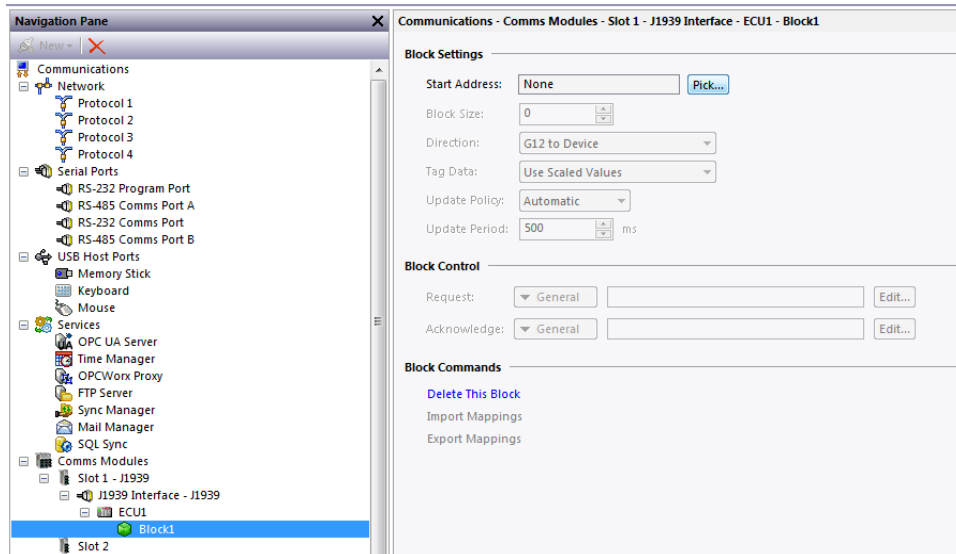 Navigation Pane
New
Communications
Network
Protocol 1
Protocol 2
Protocol 3
Protocol 4
Serial Ports
RS-232 Program Port
RS-485 Comms Port A
RS-232 Comms Port
RS-485 Comms Port B
USB Host Ports
Memory Stick
Keyboard
Mouse
Services
OPC UA Server
Time Manager
OPCWorx Proxy
FTP Server
Sync Manager
Mail Manager
SQL Sync
Comms Modules
Slot 1 - J1939
J1939 Interface - J1939
ECU1
Block1
Slot 2
Communications - Comms Modules - Slot 1 - J1939 Interface - ECU1 - Block1
Block Settings
Start Address: None Pick...
Block Size: 0
Direction: G12 to Device
Tag Data: Use Scaled Values
Update Policy: Automatic
Update Period: 500 ms
Block Control
Request: General Edit...
Acknowledge: General Edit...
Block Commands
Delete This Block
Import Mappings
Export Mappings